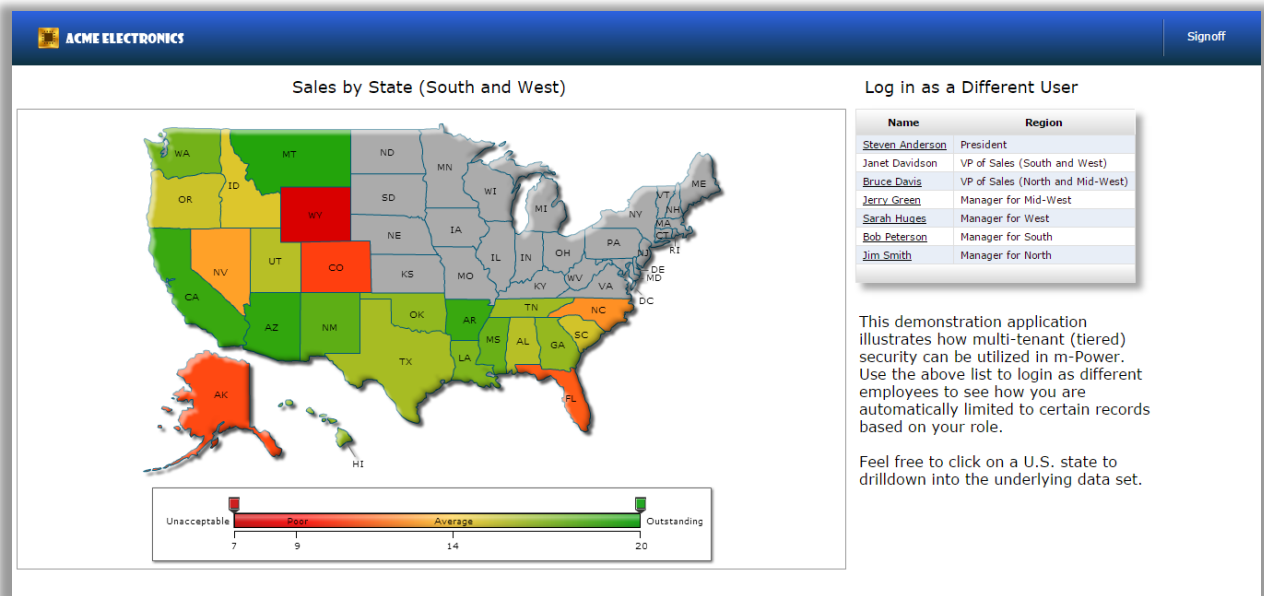 ACME ELECTRONICS
Signoff
Sales by State (South and West)
WA
MT
ND
MN
ME
OR
ID
WY
SD
WI
MI
VT
NH
NY
MA
CT
RI
NV
UT
CO
NE
IA
IL
IN
OH
PA
NJ
DE
MD
DC
CA
KS
MO
KY
WV
VA
AZ
NM
OK
AR
TN
NC
SC
TX
LA
MS
AL
GA
FL
AK
HI
Unacceptable
Poor
Average
Outstanding
7 9 14 20
Log in as a Different User
Name Region
Steven Anderson President
Janet Davidson VP of Sales (South and West)
Bruce Davis VP of Sales (North and Mid-West)
Jerry Green Manager for Mid-West
Sarah Huges Manager for West
Bob Peterson Manager for South
Jim Smith Manager for North
This demonstration application
illustrates how multi-tenant (tiered)
security can be utilized in m-Power.
Use the above list to login as different
employees to see how you are
automatically limited to certain records
based on your role.
Feel free to click on a U.S. state to
drilldown into the underlying data set.